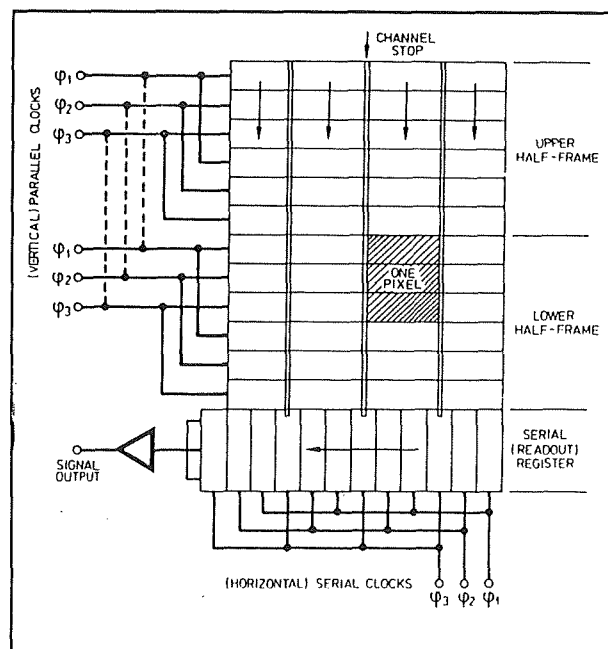 CHANNEL
STOP
φ1
φ2
φ3
(VERTICAL) PARALLEL CLOCKS
UPPER
HALF-FRAME
φ1
φ2
φ3
ONE
PIXEL
LOWER
HALF-FRAME
SIGNAL
OUTPUT
SERIAL
(READOUT)
REGISTER
(HORIZONTAL) SERIAL CLOCKS
φ3 φ2 φ1